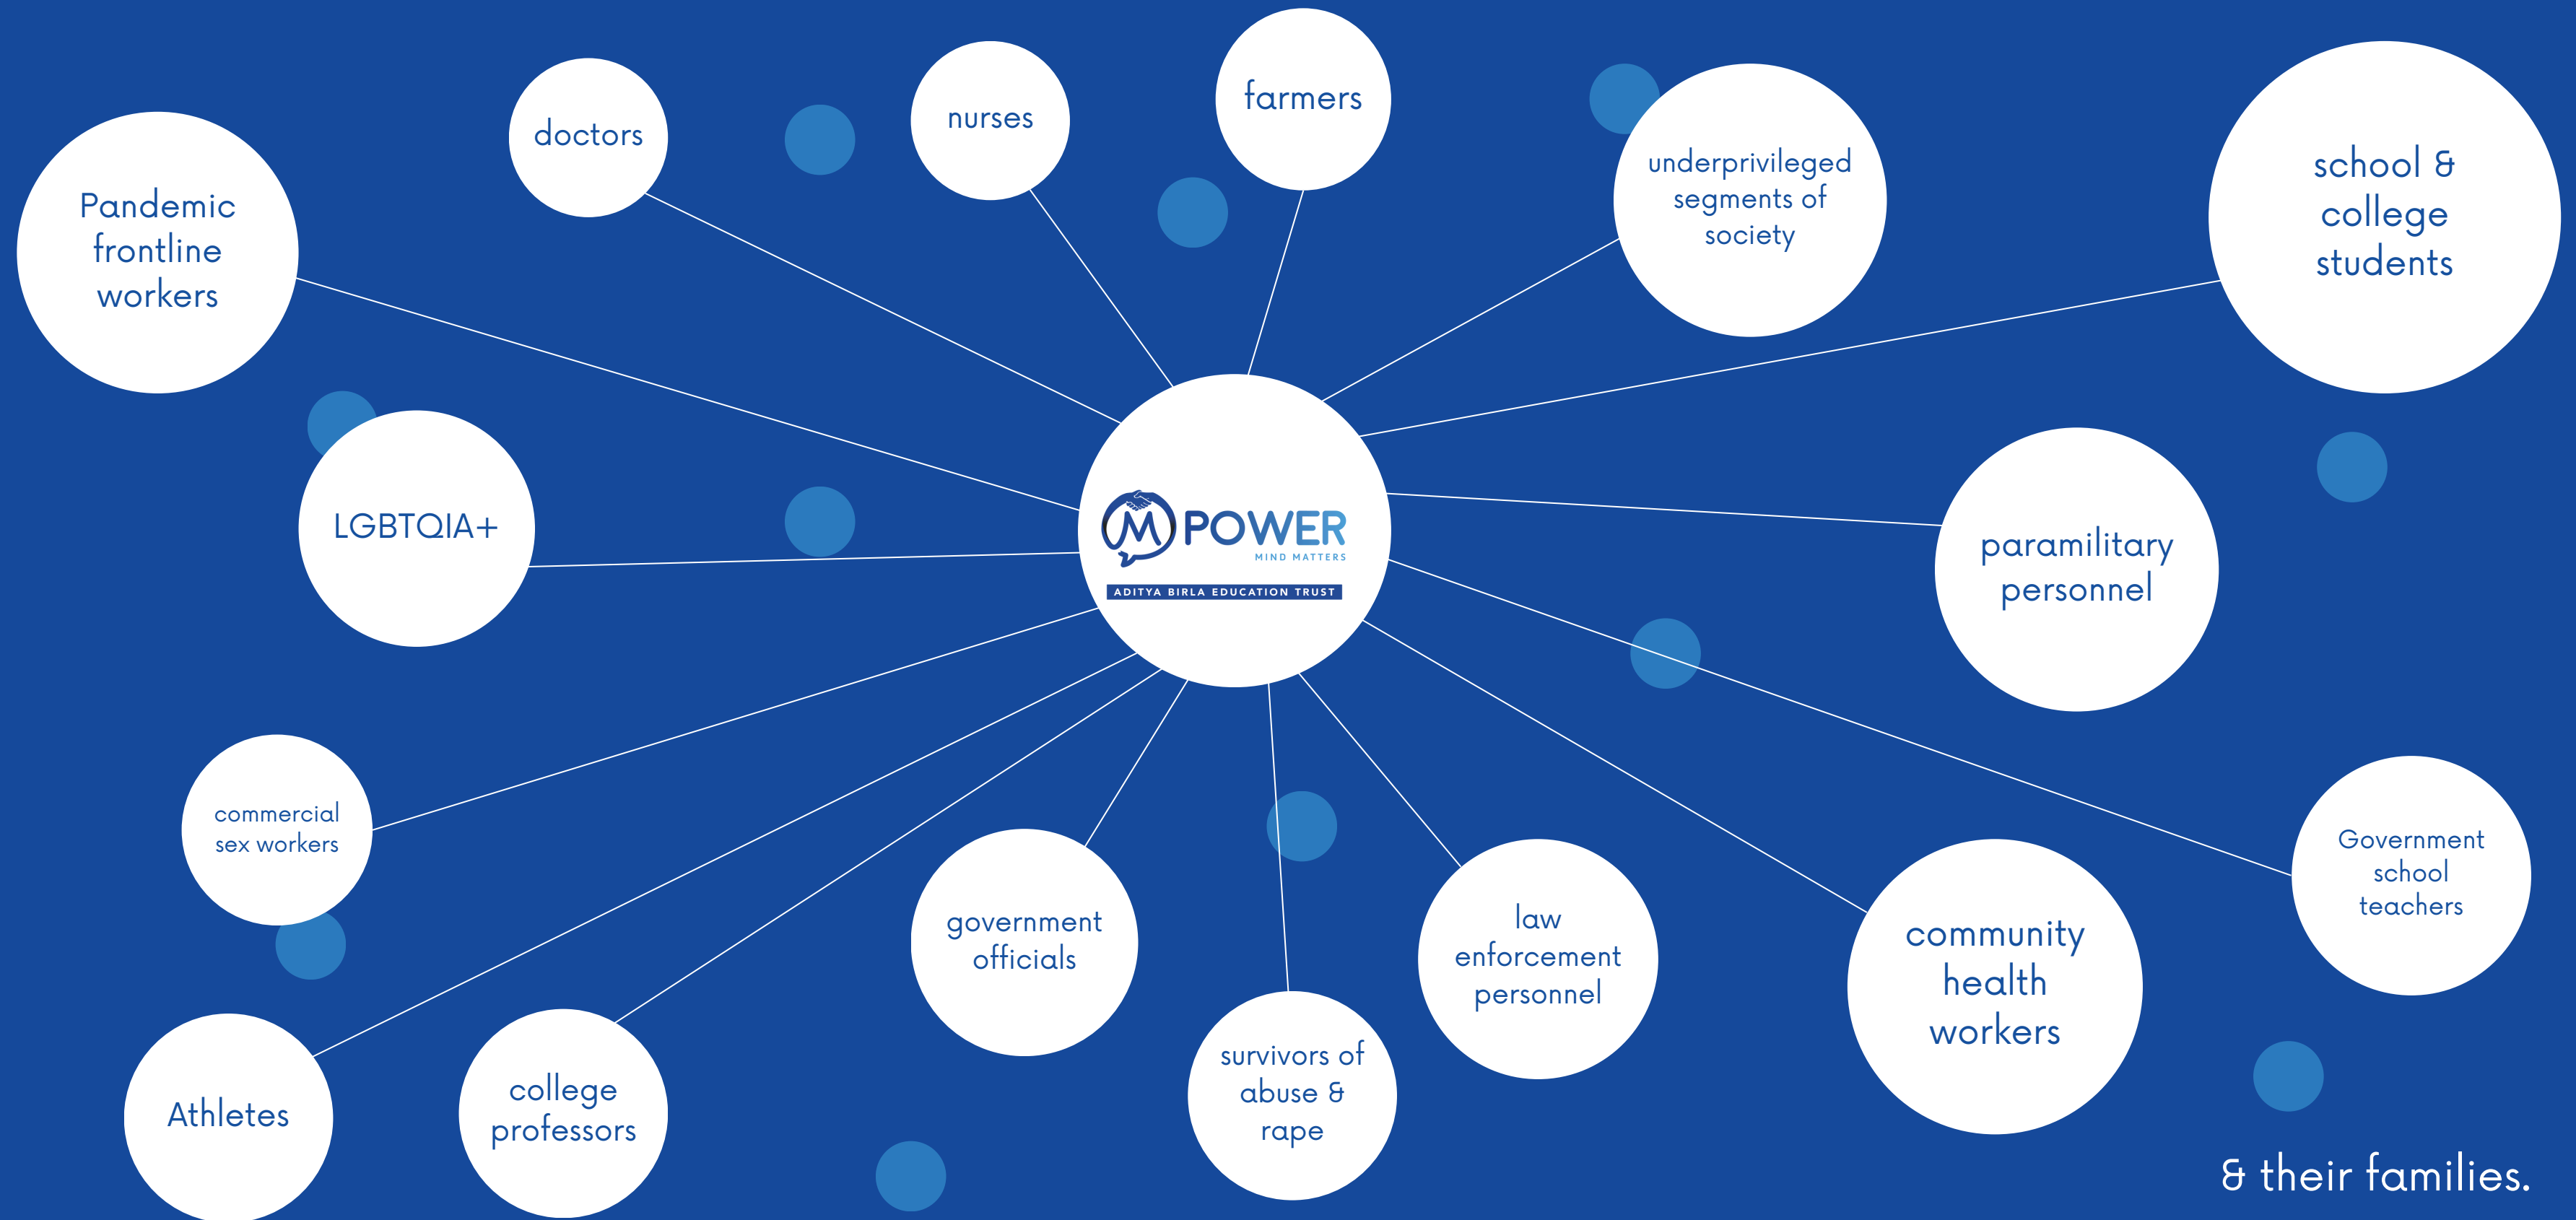 Pandemic
frontline
workers
doctors
nurses
farmers
underprivileged
segments of
society
school &
college
students
LGBTQIA+
M POWER
MIND MATTERS
ADITYA BIRLA EDUCATION TRUST
paramilitary
personnel
commercial
sex workers
government
officials
law
enforcement
personnel
community
health
workers
Government
school
teachers
Athletes
college
professors
survivors of
abuse &
rape
& their families.